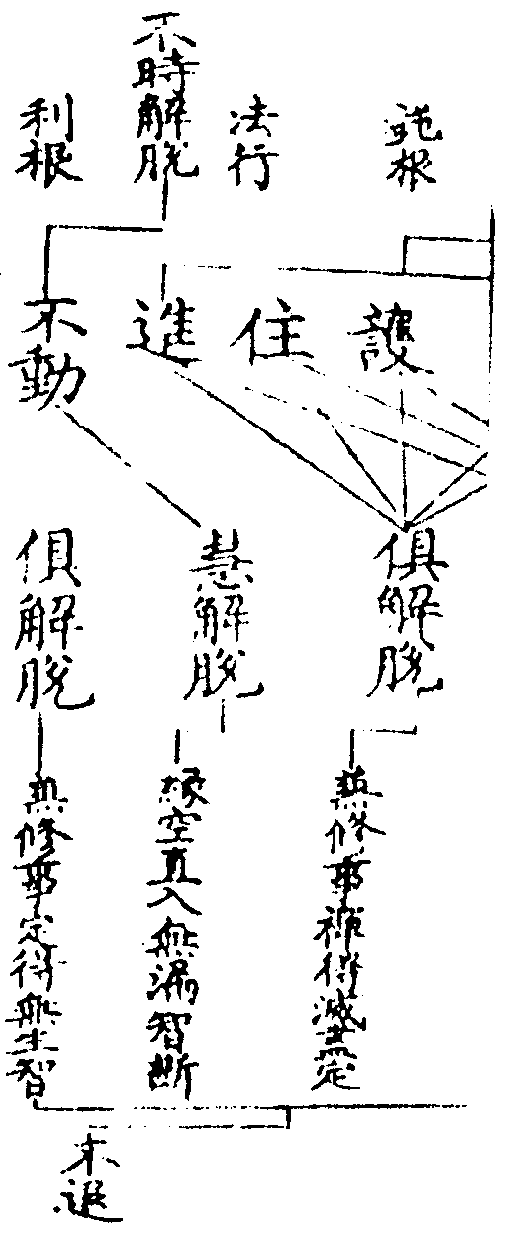 鈍根
法行
不時解脫
利根
護
住
進
不動
俱解脫
慧解脫
俱解脫
無修事禪得滅盡定
緣空直入無漏智斷
無修事定得無生智
不退